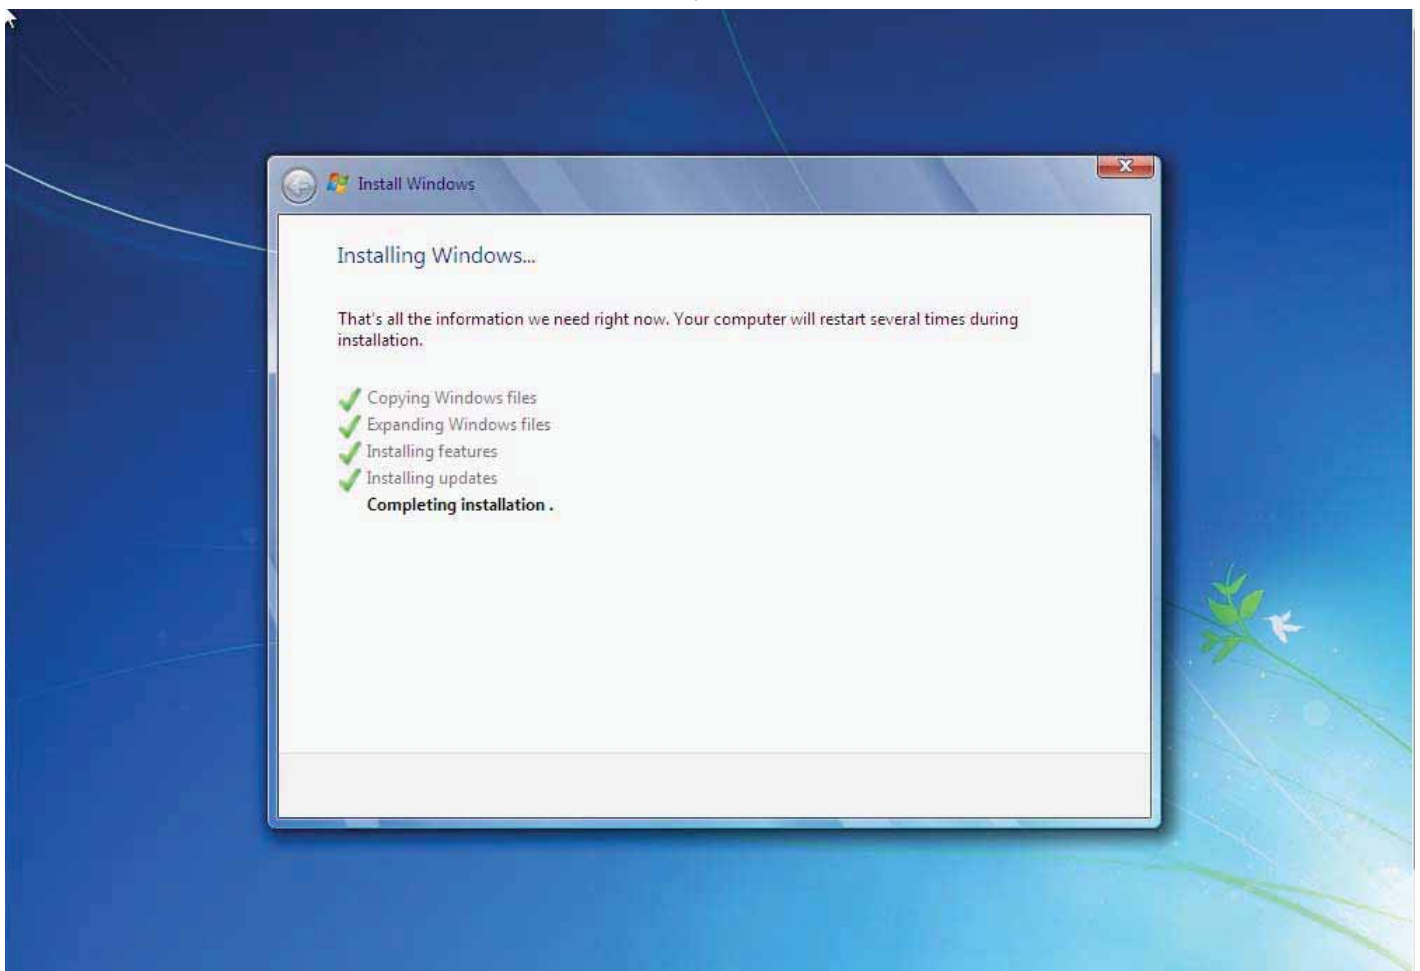 Install Windows
Installing Windows...
That's all the information we need right now. Your computer will restart several times during
installation.
Copying Windows files
Expanding Windows files
Installing features
Installing updates
Completing installation .